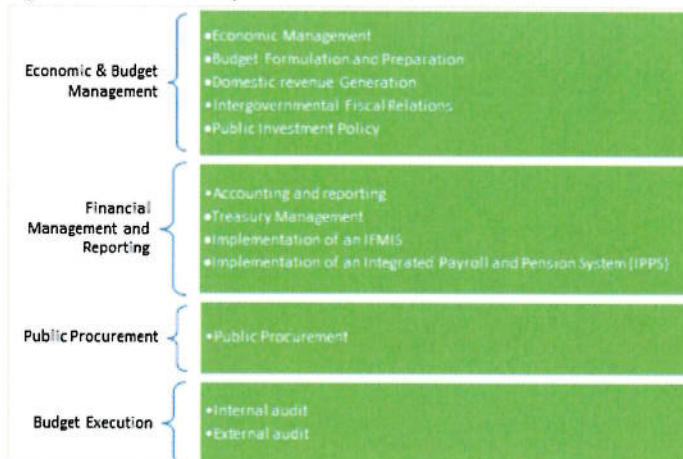 Economic & Budget
Management
•Economic Management
•Budget Formulation and Preparation
•Domestic revenue Generation
•Intergovernmental Fiscal Relations
•Public Investment Policy
Financial
Management and
Reporting
•Accounting and reporting
•Treasury Management
•Implementation of an IFMIS
•Implementation of an Integrated Payroll and Pension System (IPPS)
Public Procurement
•Public Procurement
Budget Execution
•Internal audit
•External audit